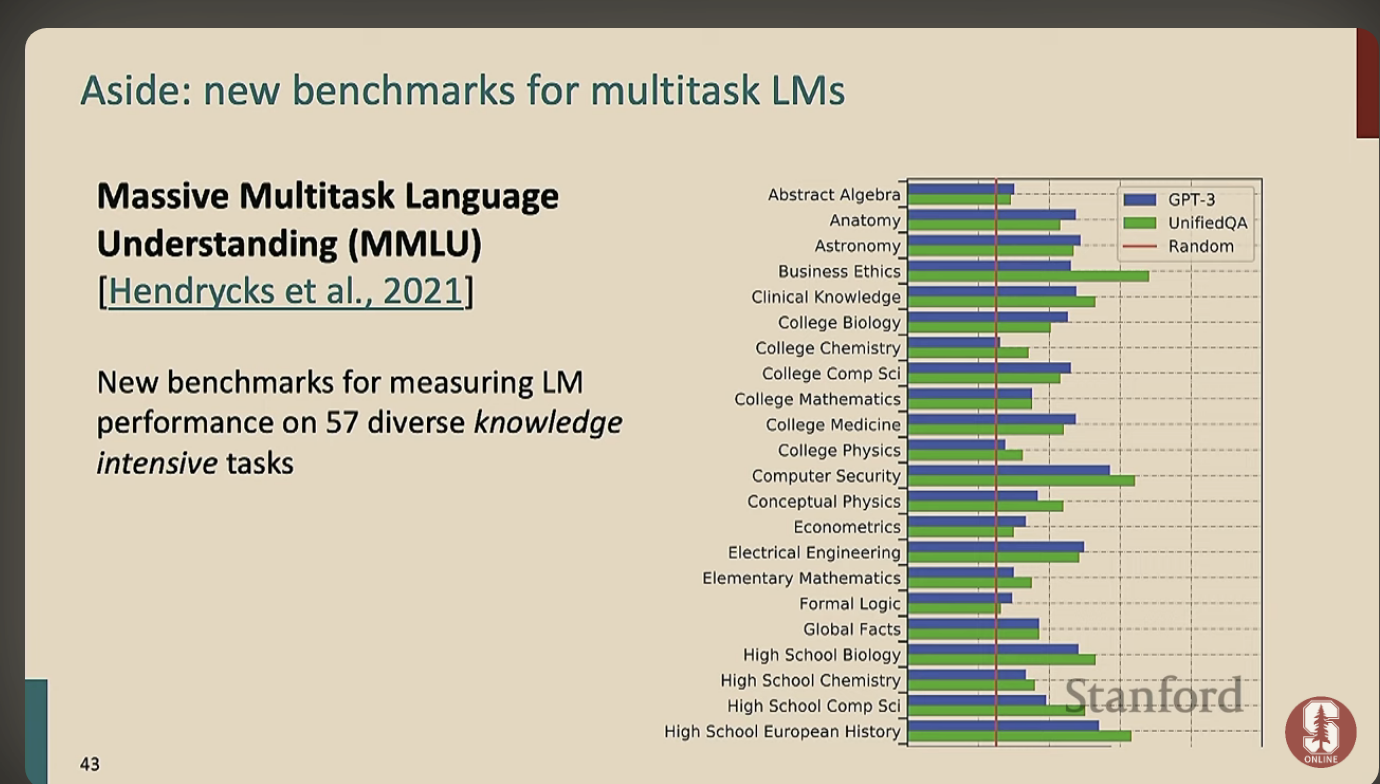 Aside: new benchmarks for multitask LMs
Massive Multitask Language
Understanding (MMLU)
[Hendrycks et al., 2021]
New benchmarks for measuring LM
performance on 57 diverse knowledge
intensive tasks
Abstract Algebra
Anatomy
Astronomy
Business Ethics
Clinical Knowledge
College Biology
College Chemistry
College Comp Sci
College Mathematics
College Medicine
College Physics
Computer Security
Conceptual Physics
Econometrics
Electrical Engineering
Elementary Mathematics
Formal Logic
Global Facts
High School Biology
High School Chemistry
High School Comp Sci
High School European History
GPT-3
UnifiedQA
Random
Stanford
S
ONLINE
43